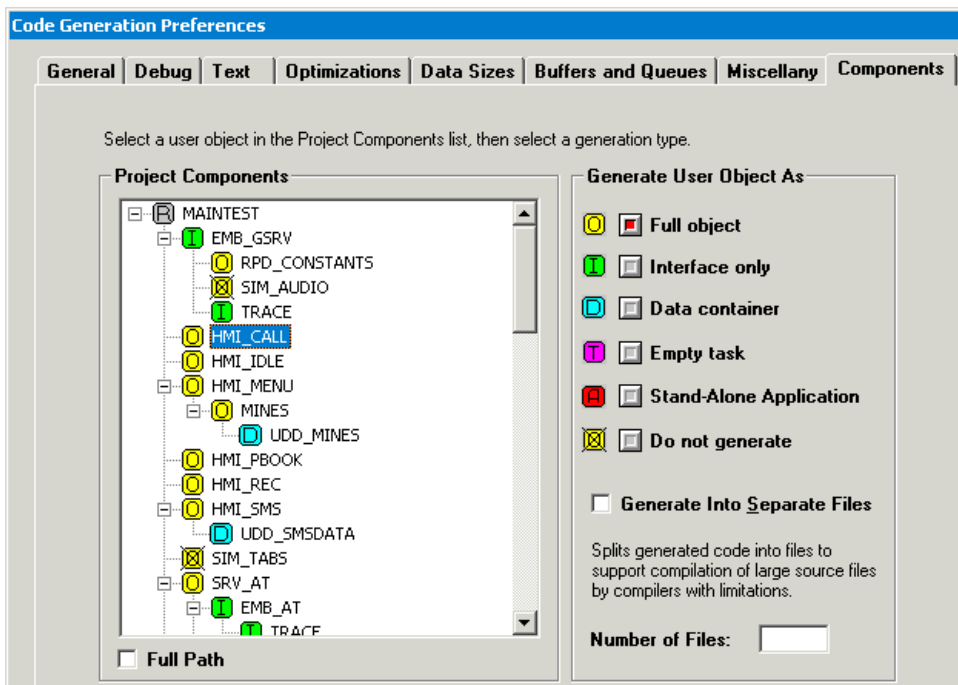 Code Generation Preferences
General Debug Text Optimizations Data Sizes Buffers and Queues Miscellany Components
Select a user object in the Project Components list, then select a generation type.
Project Components
R MAINTEST
I EMB_GSRV
O RPD_CONSTANTS
SIM_AUDIO
I TRACE
O HMI_CALL
O HMI_IDLE
O HMI_MENU
O MINES
D UDD_MINES
O HMI_PBOOK
O HMI_REC
O HMI_SMS
D UDD_SMSDATA
SIM_TABS
O SRV_AT
I EMB_AT
I TRACE
Full Path
Generate User Object As
O Full object
I Interface only
D Data container
T Empty task
A Stand-Alone Application
Do not generate
Generate Into Separate Files
Splits generated code into files to
support compilation of large source files
by compilers with limitations.
Number of Files: